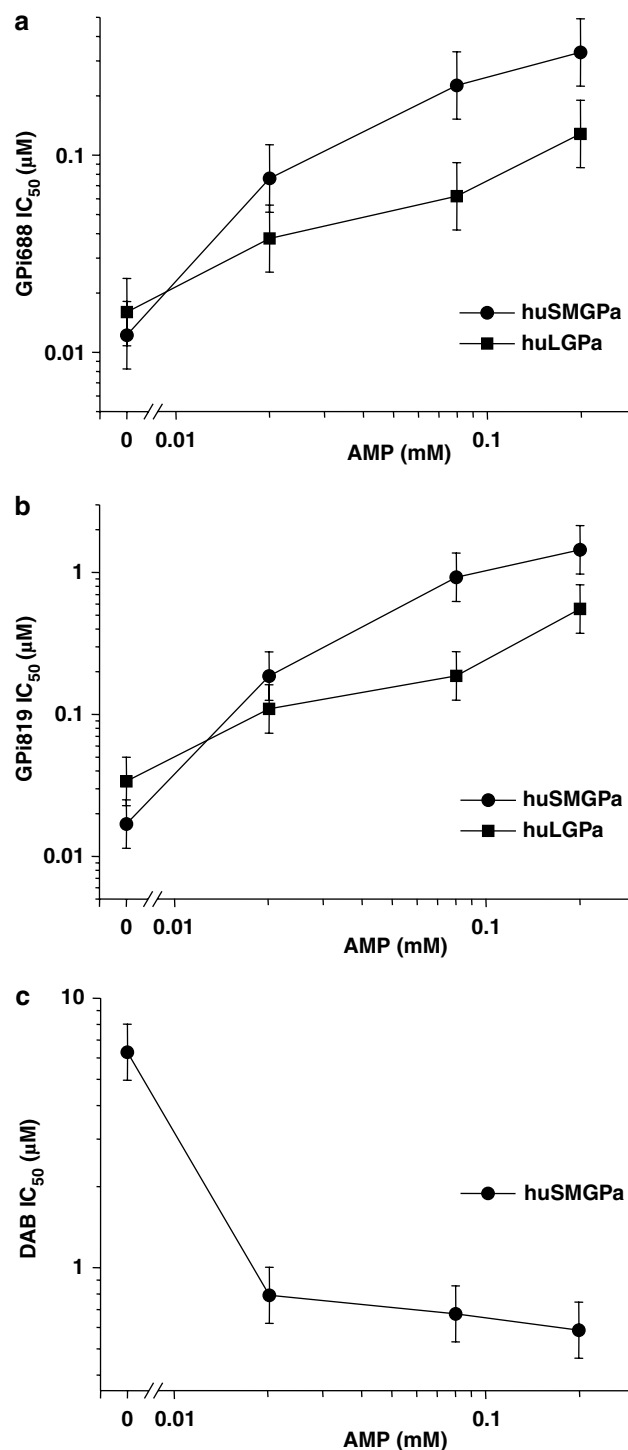 a
GPi688 IC50 (μM)
0.1
0.01
huSMGPa
huLGPa
0 0.01 0.1
AMP (mM)
b
GPi819 IC50 (μM)
1
0.1
0.01
huSMGPa
huLGPa
0 0.01 0.1
AMP (mM)
c
DAB IC50 (μM)
10
1
huSMGPa
0 0.01 0.1
AMP (mM)